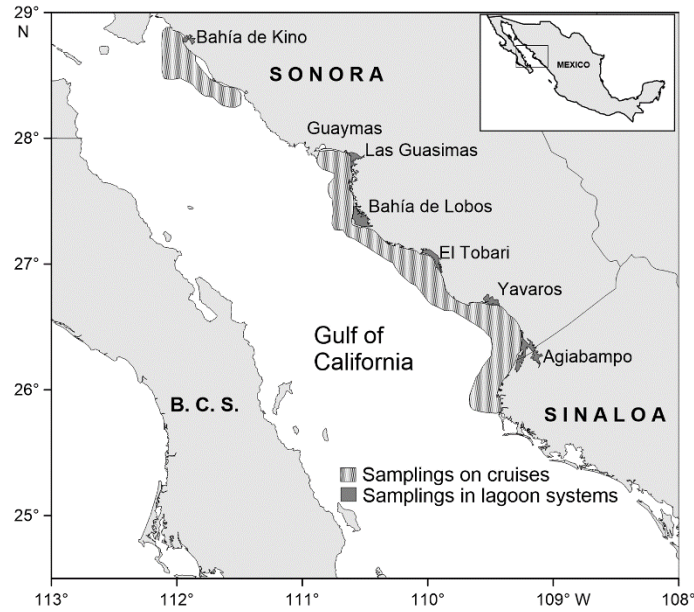 29°
N
Bahía de Kino
SONORA
MEXICO
28°
Guaymas
Las Guasimas
Bahía de Lobos
27°
El Tobari
Yavaros
Gulf of
California
Agiabampo
26°
B.C.S.
SINALOA
Samplings on cruises
Samplings in lagoon systems
25°
113° 112° 111° 110° 109° W 108°